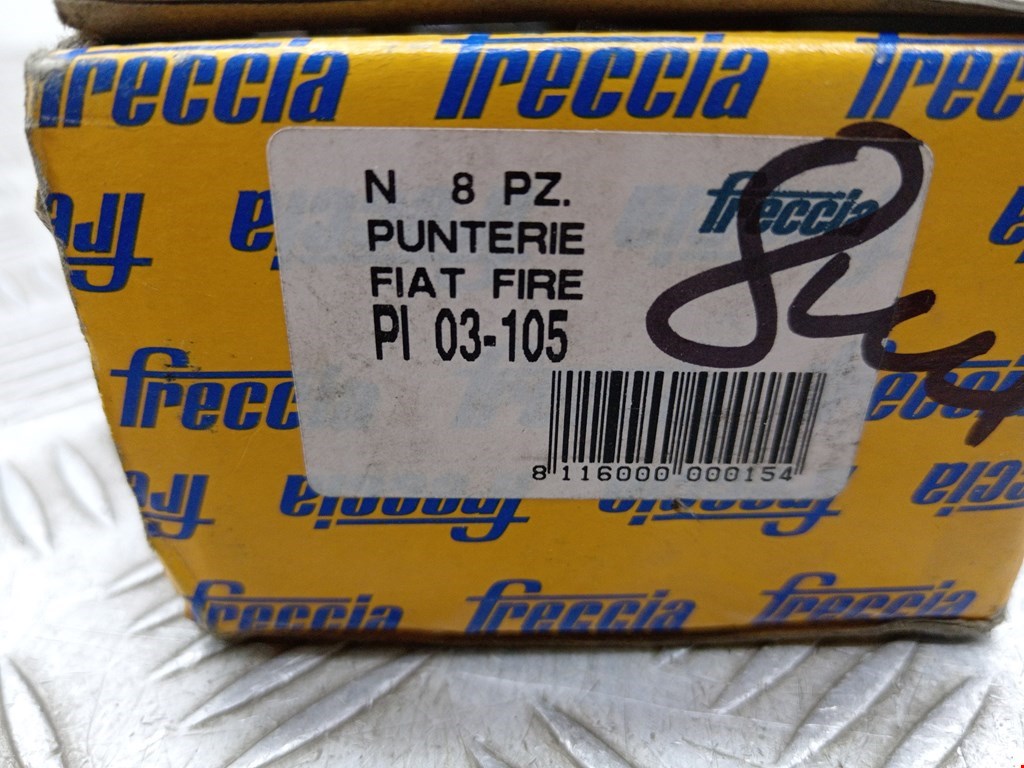 freccia freccia
N 8 PZ.
freccia
PUNTERIE
FIAT FIRE
PI 03-105
freccia
8 116000 000154
freccia freccia
freccia freccia freccia